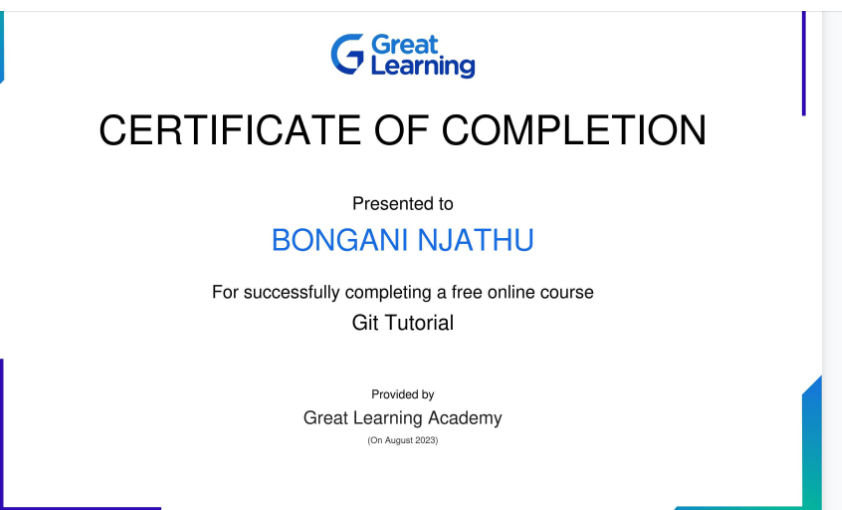 Great
Learning
CERTIFICATE OF COMPLETION
Presented to
BONGANI NJATHU
For successfully completing a free online course
Git Tutorial
Provided by
Great Learning Academy
(On August 2023)